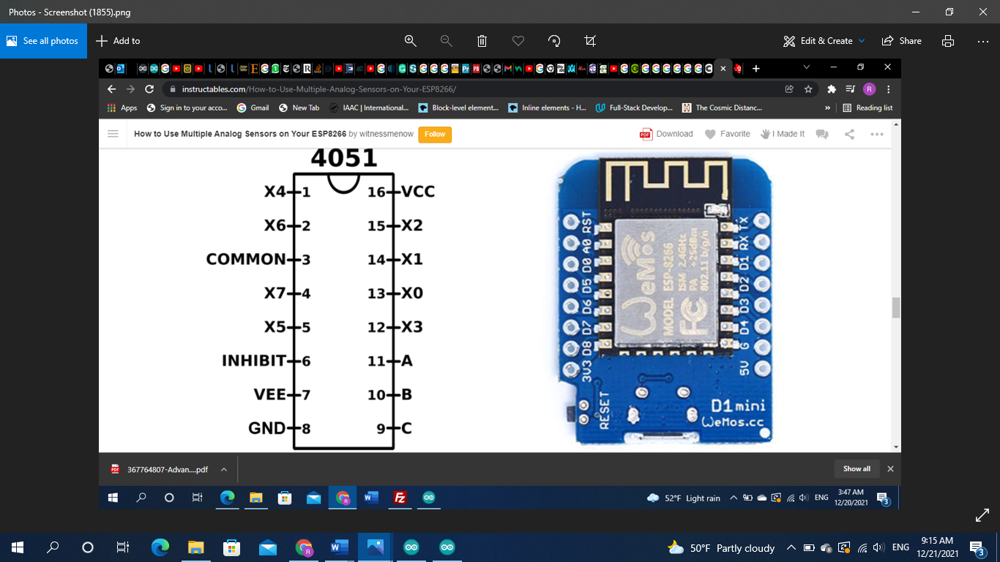 Photos - Screenshot (1855).png
See all photos
Add to
Edit & Create
Share
instructables.com/How-to-Use-Multiple-Analog-Sensors-on-Your-ESP8266/
Apps
Sign in to your acco...
Gmail
New Tab
IAAC | International...
Block-level element...
Inline elements - H...
Full-Stack Develop...
The Cosmic Distanc...
»
Reading list
How to Use Multiple Analog Sensors on Your ESP8266 by witnessmenow
Follow
Download
Favorite
I Made It
4051
X4 1 16 VCC
X6 2 15 X2
COMMON 3 14 X1
X7 4 13 X0
X5 5 12 X3
INHIBIT 6 11 A
VEE 7 10 B
GND 8 9 C
RST
A0
D0
D5
D6
D7
D8
3V3
RESET
WeMos
MODEL ESP-8266
ISM 2.4GHz
PA +25dBm
802.11 b/g/n
FC
TX
RX
D1
D2
D3
D4
G
5V
D1 mini
WeMos.cc
367764807-Advan....pdf
Show all
52°F Light rain
ENG
3:47 AM
12/20/2021
3
50°F Partly cloudy
ENG
9:15 AM
12/21/2021
3